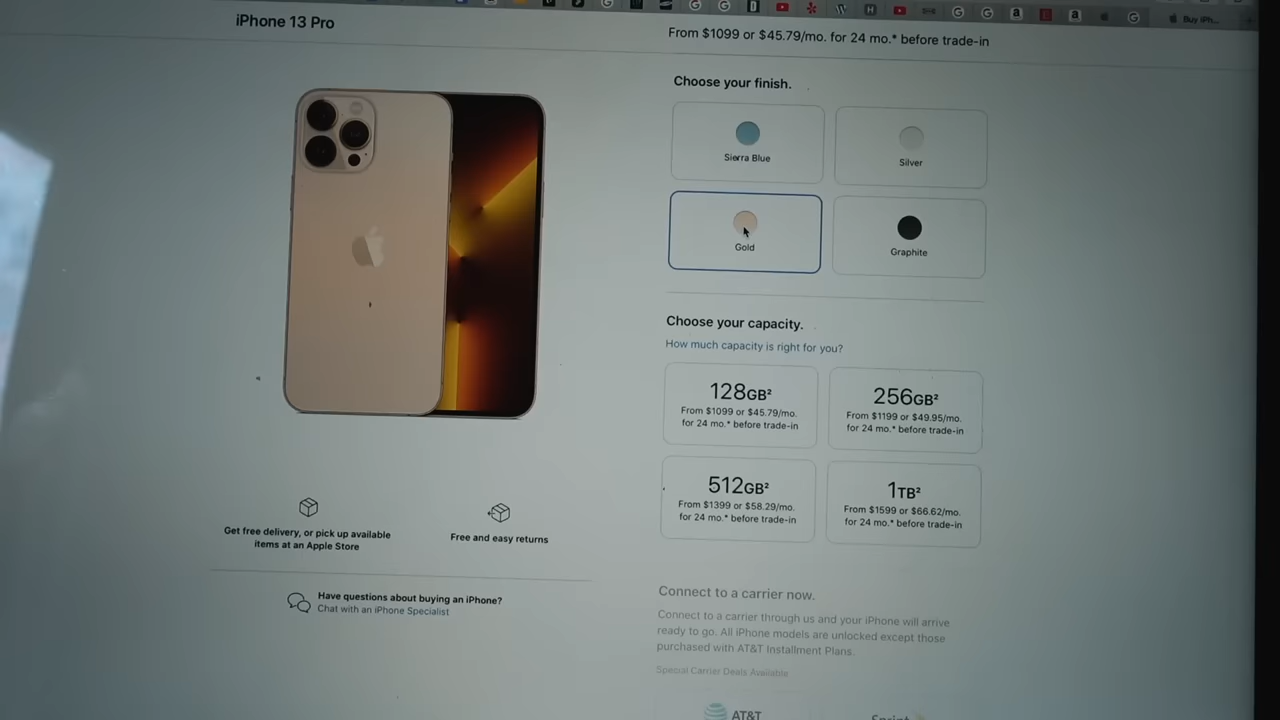 Buy iPh...
iPhone 13 Pro
From $1099 or $45.79/mo. for 24 mo.* before trade-in
Choose your finish.
Sierra Blue
Silver
Gold
Graphite
Choose your capacity.
How much capacity is right for you?
128GB²
From $1099 or $45.79/mo.
for 24 mo.* before trade-in
256GB²
From $1199 or $49.95/mo.
for 24 mo.* before trade-in
512GB²
From $1399 or $58.29/mo.
for 24 mo.* before trade-in
1TB²
From $1599 or $66.62/mo.
for 24 mo.* before trade-in
Get free delivery, or pick up available
items at an Apple Store
Free and easy returns
Have questions about buying an iPhone?
Chat with an iPhone Specialist
Connect to a carrier now.
Connect to a carrier through us and your iPhone will arrive
ready to go. All iPhone models are unlocked except those
purchased with AT&T Installment Plans.
Special Carrier Deals Available
AT&T
Sprint